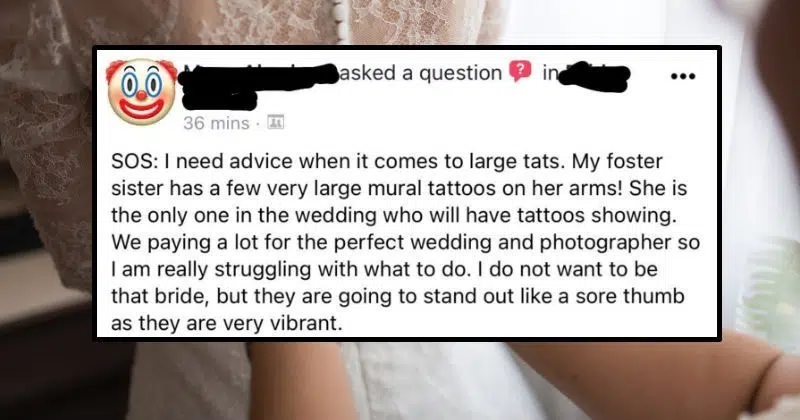 asked a question ? in
36 mins ·
SOS: I need advice when it comes to large tats. My foster
sister has a few very large mural tattoos on her arms! She is
the only one in the wedding who will have tattoos showing.
We paying a lot for the perfect wedding and photographer so
I am really struggling with what to do. I do not want to be
that bride, but they are going to stand out like a sore thumb
as they are very vibrant.